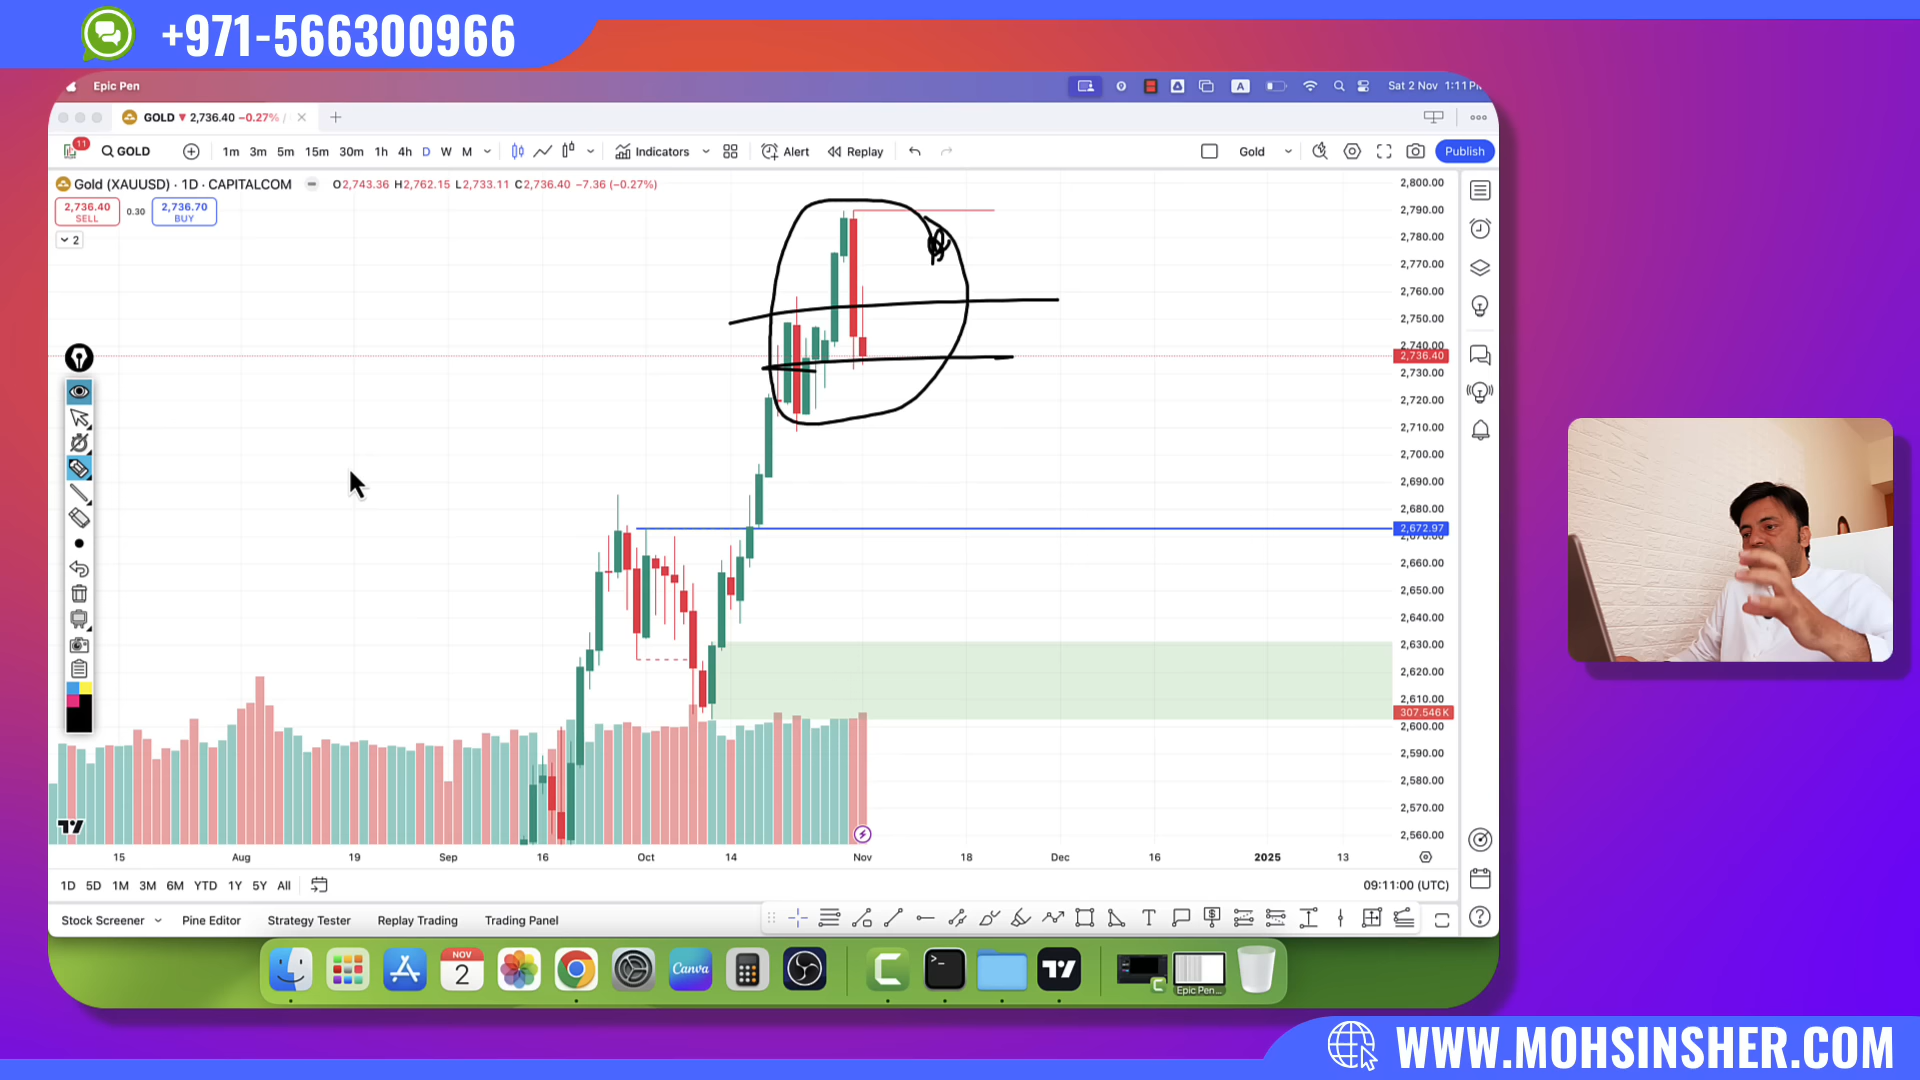 +971-566300966
Epic Pen
A
Sat 2 Nov 1:11
GOLD ▼ 2,736.40 −0.27% /
11
GOLD
1m 3m 5m 15m 30m 1h 4h D W M
Indicators
Alert
Replay
Gold
Publish
Gold (XAUUSD) · 1D · CAPITALCOM
O2,743.36 H2,762.15 L2,733.11 C2,736.40 −7.36 (−0.27%)
2,736.40
SELL
0.30
2,736.70
BUY
2
2,800.00
2,790.00
2,780.00
2,770.00
2,760.00
2,750.00
2,740.00
2,736.40
2,730.00
2,720.00
2,710.00
2,700.00
2,690.00
2,680.00
2,672.97
2,670.00
2,660.00
2,650.00
2,640.00
2,630.00
2,620.00
2,610.00
307.546K
2,600.00
2,590.00
2,580.00
2,570.00
2,560.00
15 Aug 19 Sep 16 Oct 14 Nov 18 Dec 16 2025 13
1D 5D 1M 3M 6M YTD 1Y 5Y All
09:11:00 (UTC)
Stock Screener
Pine Editor
Strategy Tester
Replay Trading
Trading Panel
NOV
2
Canva
Epic Pen...
WWW.MOHSINSHER.COM